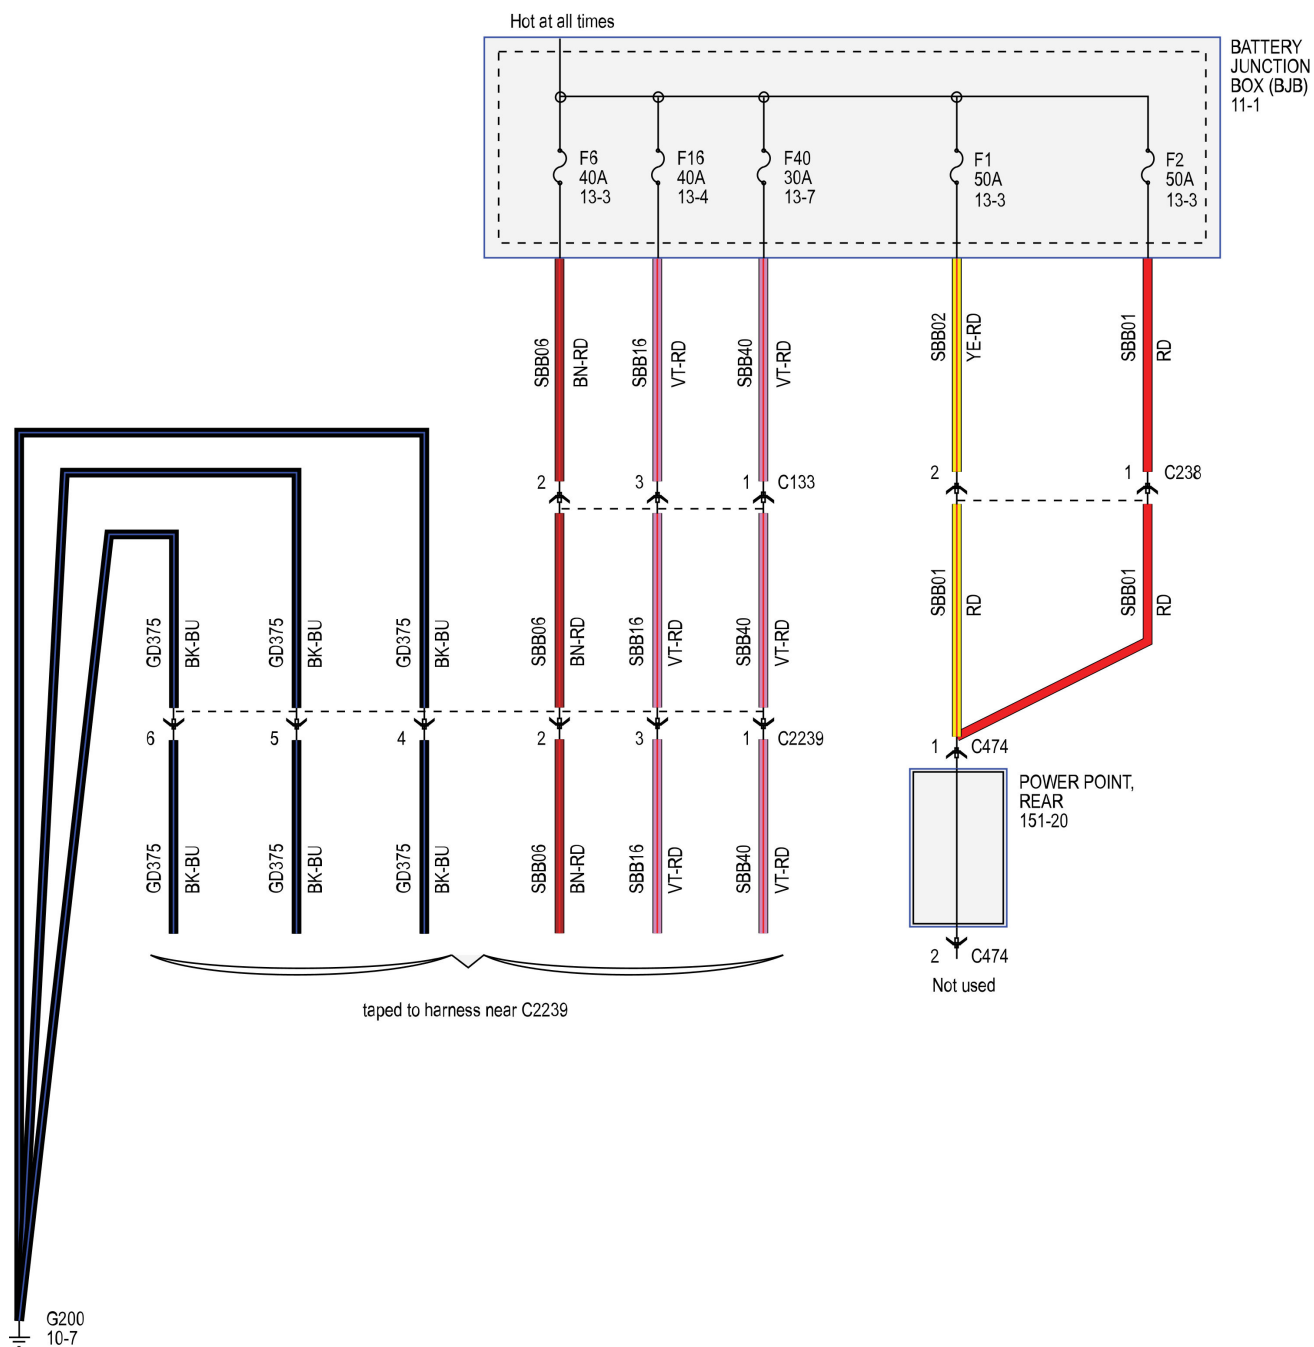 Hot at all times
BATTERY
JUNCTION
BOX (BJB)
11-1
F6
40A
13-3
F16
40A
13-4
F40
30A
13-7
F1
50A
13-3
F2
50A
13-3
SBB06
BN-RD
SBB16
VT-RD
SBB40
VT-RD
SBB02
YE-RD
SBB01
RD
2
3
1
C133
2
1
C238
GD375
BK-BU
GD375
BK-BU
GD375
BK-BU
SBB06
BN-RD
SBB16
VT-RD
SBB40
VT-RD
SBB01
RD
SBB01
RD
6
5
4
2
3
1
C2239
1
C474
POWER POINT,
REAR
151-20
GD375
BK-BU
GD375
BK-BU
GD375
BK-BU
SBB06
BN-RD
SBB16
VT-RD
SBB40
VT-RD
2
C474
Not used
taped to harness near C2239
G200
10-7